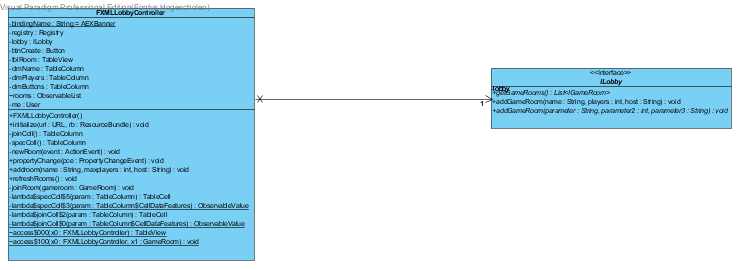 Visual Paradigm Professional Edition(Fontys Hogescholen)
FXMLLobbyController
-bindingName : String = AEXBanner
-registry : Registry
-lobby : ILobby
-btnCreate : Button
-tblRoom : TableView
-clmName : TableColumn
-clmPlayers : TableColumn
-clmButtons : TableColumn
~rooms : ObservableList
-me : User
+FXMLLobbyController()
+initialize(url : URL, rb : ResourceBundle) : void
-joinCell() : TableColumn
-specCell() : TableColumn
-newRoom(event : ActionEvent) : void
+propertyChange(pce : PropertyChangeEvent) : void
+addroom(name : String, maxplayers : int, host : String) : void
+refreshRooms() : void
-joinRoom(gameroom : GameRoom) : void
-lambda$specCell$5(param : TableColumn) : TableCell
-lambda$specCell$3(param : TableColumn$CellDataFeatures) : ObservableValue
-lambda$joinCell$2(param : TableColumn) : TableCell
-lambda$joinCell$0(param : TableColumn$CellDataFeatures) : ObservableValue
~access$000(x0 : FXMLLobbyController) : TableView
~access$100(x0 : FXMLLobbyController, x1 : GameRoom) : void
<<Interface>>
ILobby
-lobby
+getGameRooms() : List<IGameRoom>
1
+addGameRoom(name : String, players : int, host : String) : void
+addGameRoom(parameter : String, parameter2 : int, parameter3 : String) : void